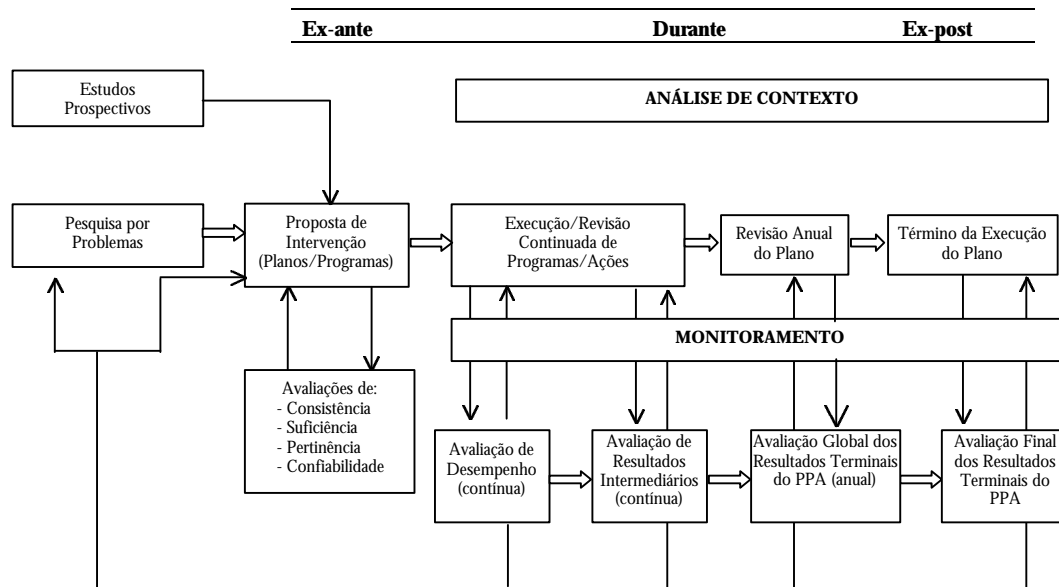 Ex-ante Durante Ex-post
Estudos
Prospectivos
ANÁLISE DE CONTEXTO
Pesquisa por
Problemas
Proposta de
Intervenção
(Planos/Programas)
Execução/Revisão
Continuada de
Programas/Ações
Revisão Anual
do Plano
Término da Execução
do Plano
MONITORAMENTO
Avaliações de:
- Consistência
- Suficiência
- Pertinência
- Confiabilidade
Avaliação de
Desempenho
(contínua)
Avaliação de
Resultados
Intermediários
(contínua)
Avaliação Global dos
Resultados Terminais
do PPA (anual)
Avaliação Final
dos Resultados
Terminais do
PPA